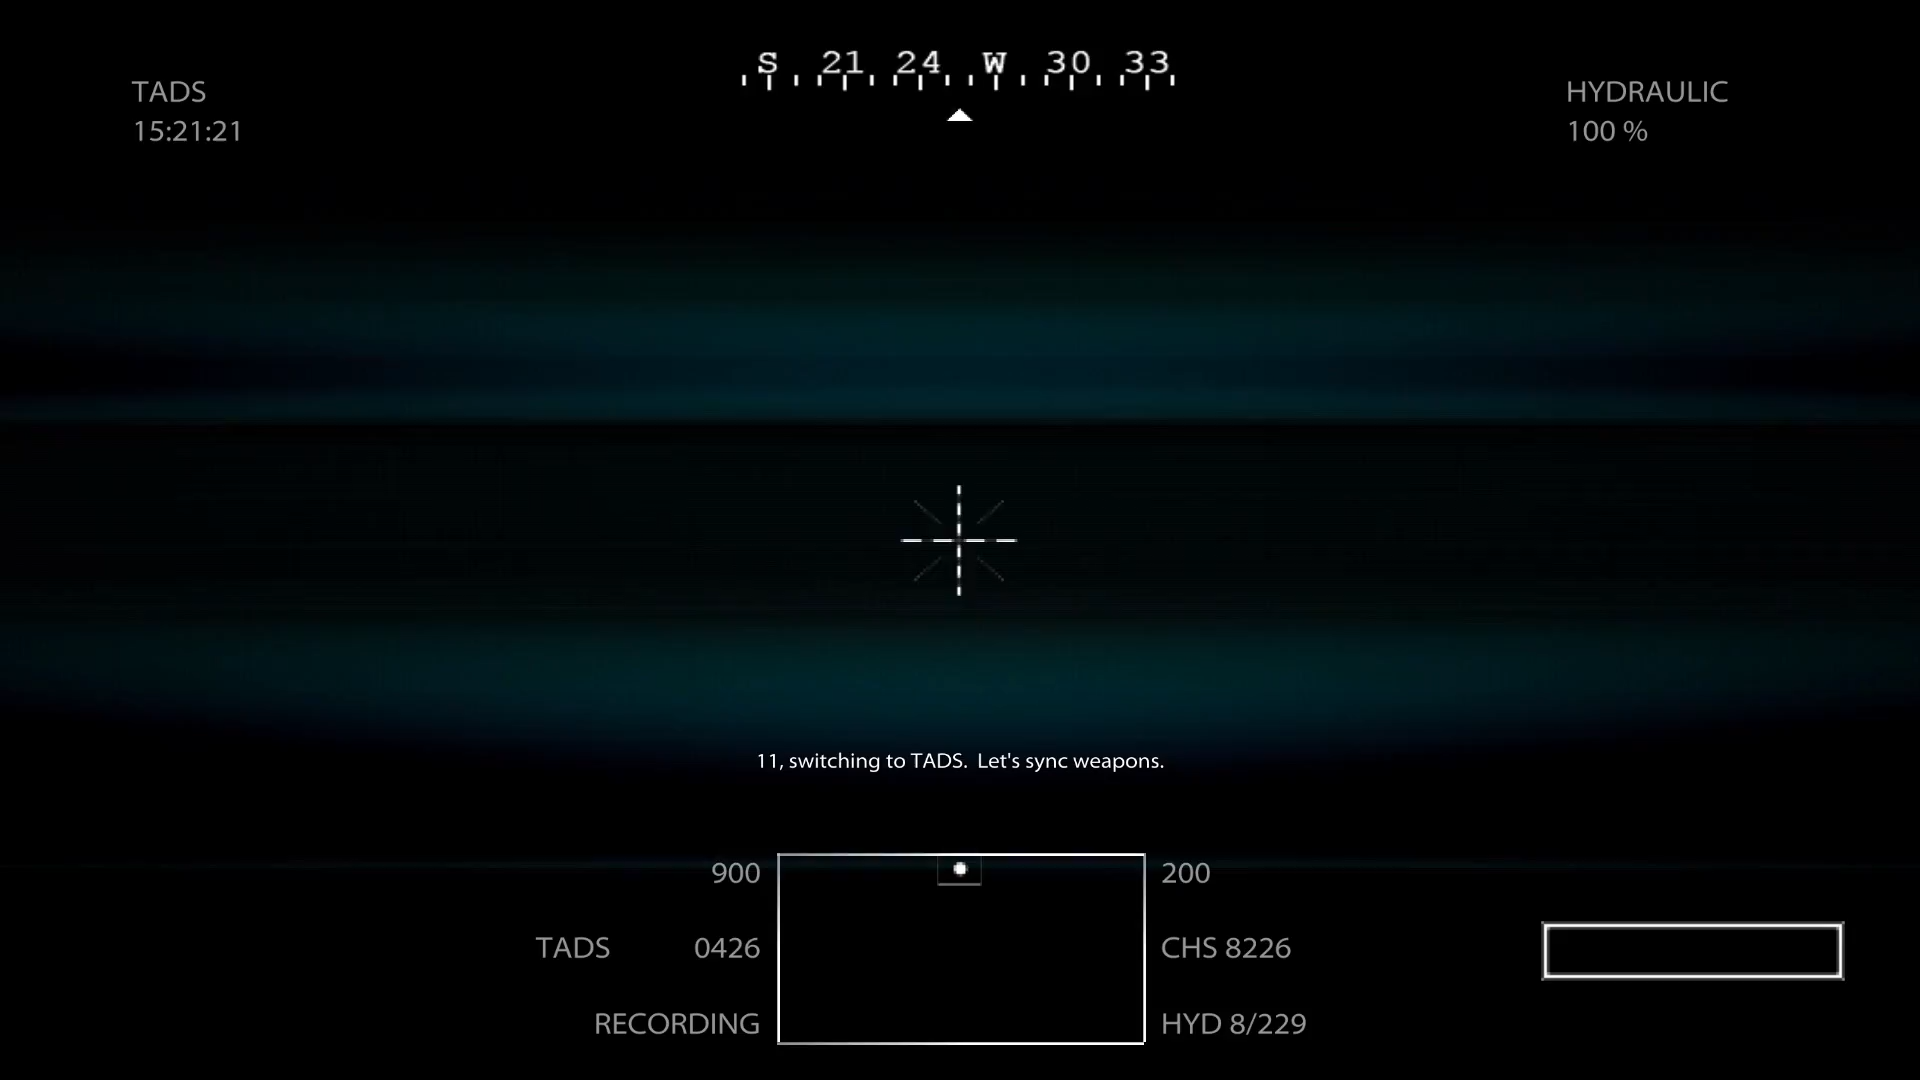 S 21 24 W 30 33
TADS
15:21:21
HYDRAULIC
100 %
11, switching to TADS.  Let's sync weapons.
900
200
TADS 0426
CHS 8226
RECORDING
HYD 8/229